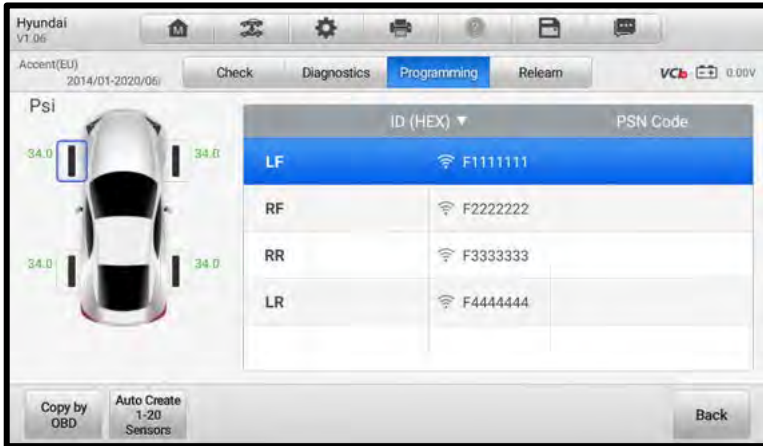 Hyundai
V1.06
M
Accent(EU)
2014/01-2020/06
Check
Diagnostics
Programming
Relearn
VCI 0.00V
Psi
ID (HEX) ▼
PSN Code
34.0
34.0
LF F1111111
RF F2222222
RR F3333333
34.0
34.0
LR F4444444
Copy by
OBD
Auto Create
1-20
Sensors
Back